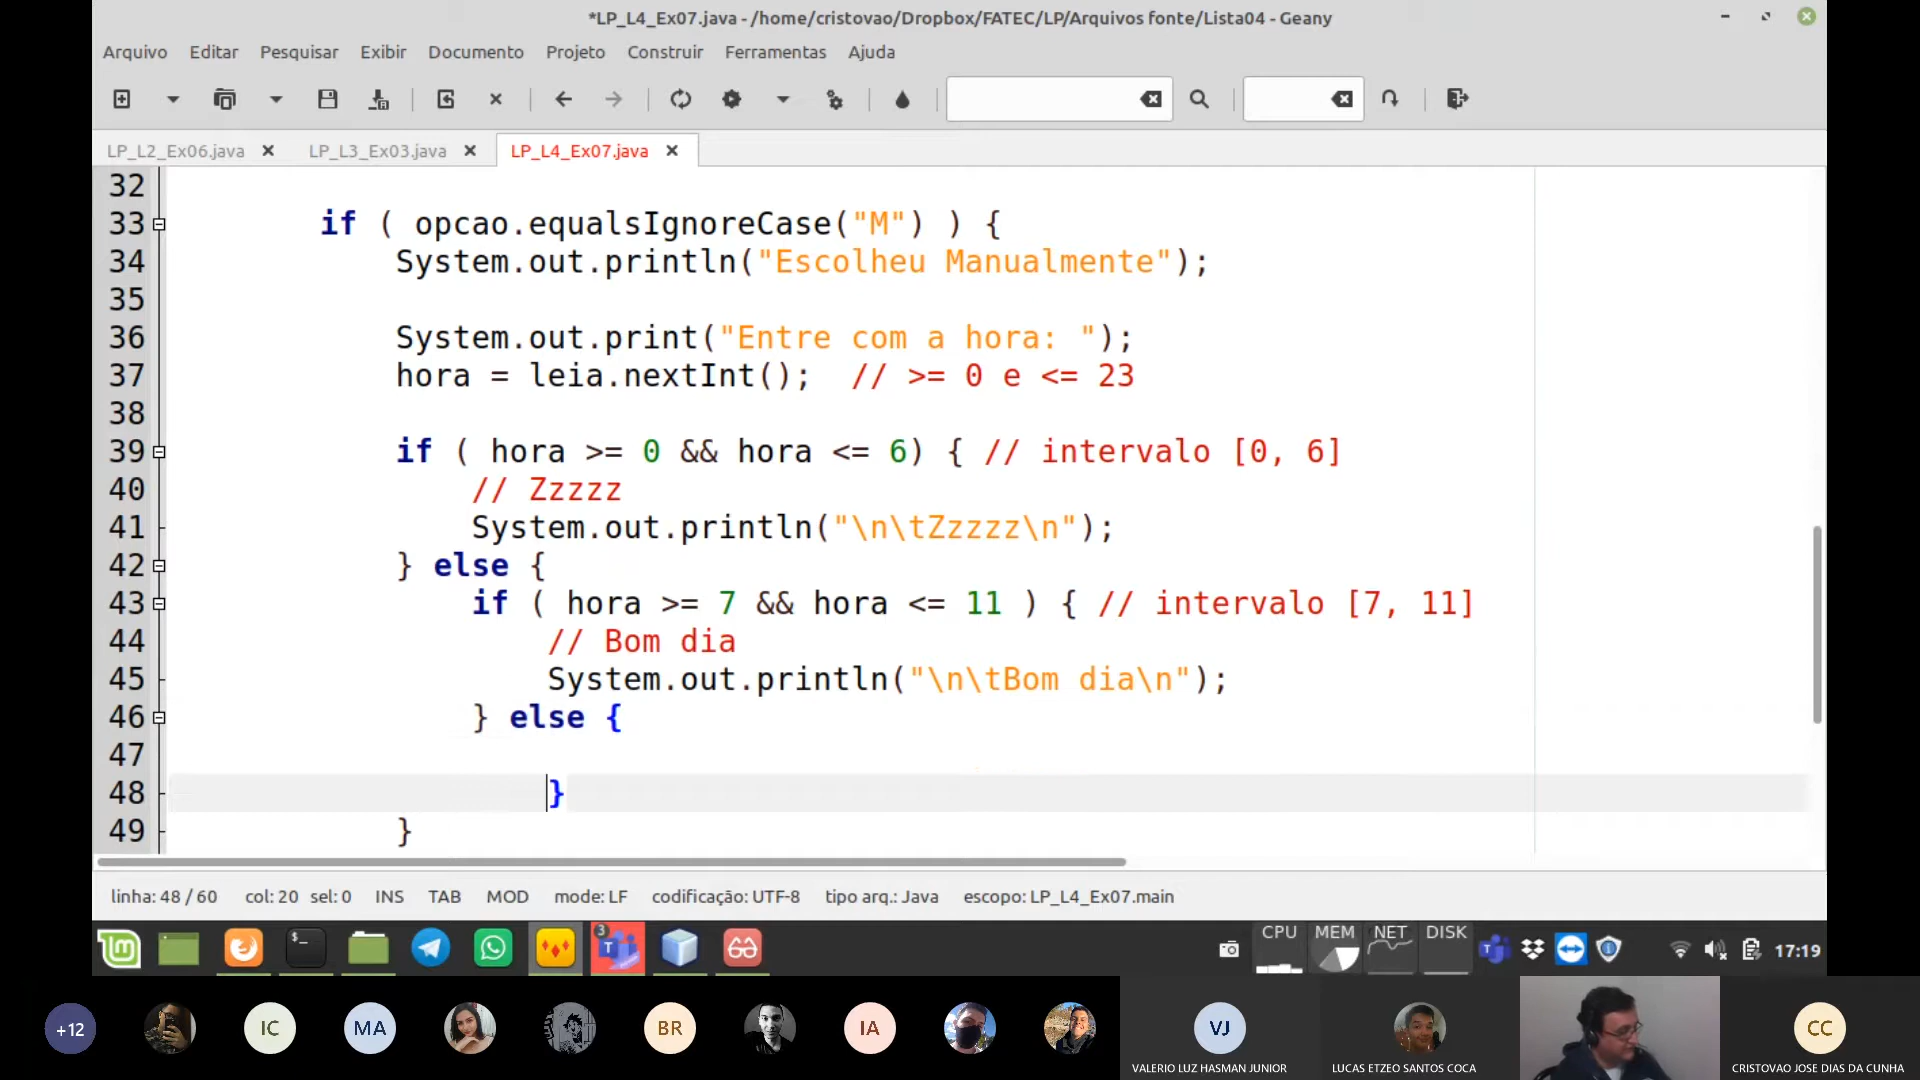 *LP_L4_Ex07.java - /home/cristovao/Dropbox/FATEC/LP/Arquivos fonte/Lista04 - Geany
Arquivo Editar Pesquisar Exibir Documento Projeto Construir Ferramentas Ajuda
LP_L2_Ex06.java LP_L3_Ex03.java LP_L4_Ex07.java
32
33 if ( opcao.equalsIgnoreCase("M") ) {
34 System.out.println("Escolheu Manualmente");
35
36 System.out.print("Entre com a hora: ");
37 hora = leia.nextInt(); // >= 0 e <= 23
38
39 if ( hora >= 0 && hora <= 6) { // intervalo [0, 6]
40 // Zzzzz
41 System.out.println("\n\tZzzzz\n");
42 } else {
43 if ( hora >= 7 && hora <= 11 ) { // intervalo [7, 11]
44 // Bom dia
45 System.out.println("\n\tBom dia\n");
46 } else {
47
48 }
49 }
linha: 48 / 60 col: 20 sel: 0 INS TAB MOD mode: LF codificação: UTF-8 tipo arq.: Java escopo: LP_L4_Ex07.main
3 CPU MEM NET DISK 17:19
+12 IC MA BR IA VJ CC
VALERIO LUZ HASMAN JUNIOR LUCAS ETZEO SANTOS COCA CRISTOVAO JOSE DIAS DA CUNHA